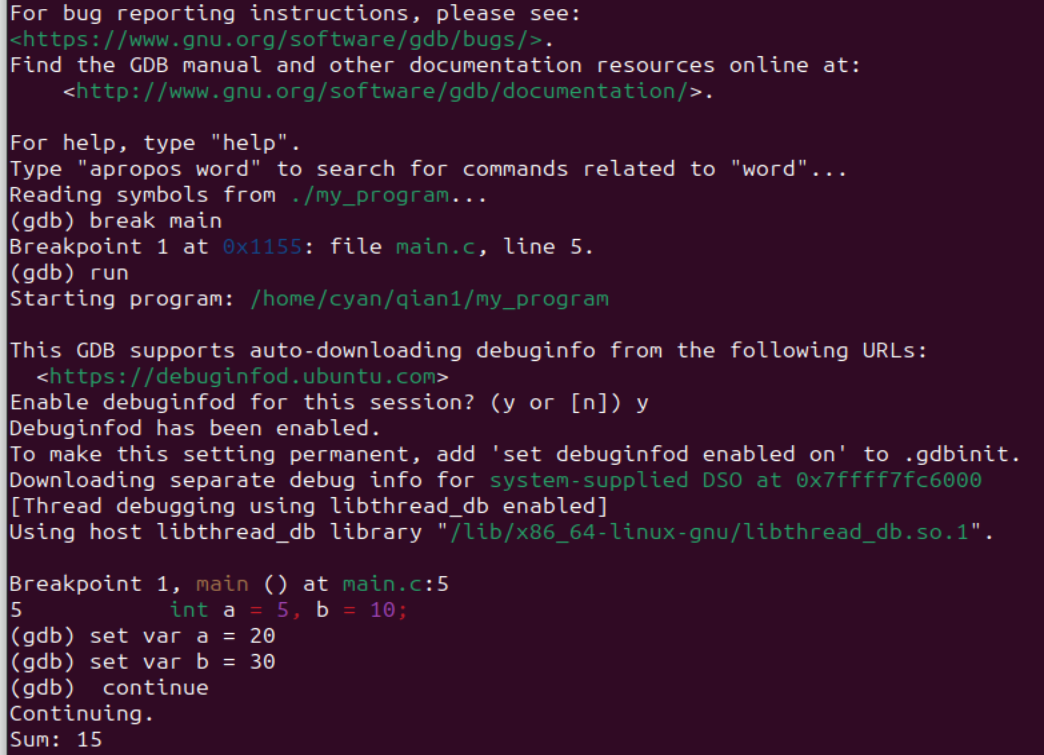 For bug reporting instructions, please see:
<https://www.gnu.org/software/gdb/bugs/>.
Find the GDB manual and other documentation resources online at:
    <http://www.gnu.org/software/gdb/documentation/>.

For help, type "help".
Type "apropos word" to search for commands related to "word"...
Reading symbols from ./my_program...
(gdb) break main
Breakpoint 1 at 0x1155: file main.c, line 5.
(gdb) run
Starting program: /home/cyan/qian1/my_program

This GDB supports auto-downloading debuginfo from the following URLs:
  <https://debuginfod.ubuntu.com>
Enable debuginfod for this session? (y or [n]) y
Debuginfod has been enabled.
To make this setting permanent, add 'set debuginfod enabled on' to .gdbinit.
Downloading separate debug info for system-supplied DSO at 0x7ffff7fc6000
[Thread debugging using libthread_db enabled]
Using host libthread_db library "/lib/x86_64-linux-gnu/libthread_db.so.1".

Breakpoint 1, main () at main.c:5
5           int a = 5, b = 10;
(gdb) set var a = 20
(gdb) set var b = 30
(gdb)  continue
Continuing.
Sum: 15